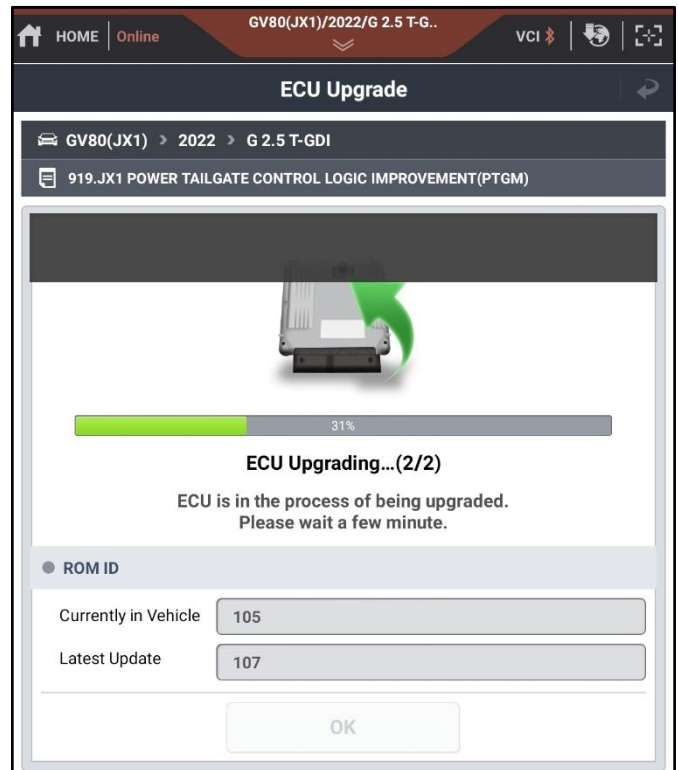 HOME Online GV80(JX1)/2022/G 2.5 T-G.. VCI
ECU Upgrade
GV80(JX1) > 2022 > G 2.5 T-GDI
919.JX1 POWER TAILGATE CONTROL LOGIC IMPROVEMENT(PTGM)
31%
ECU Upgrading...(2/2)
ECU is in the process of being upgraded.
Please wait a few minute.
ROM ID
Currently in Vehicle 105
Latest Update 107
OK